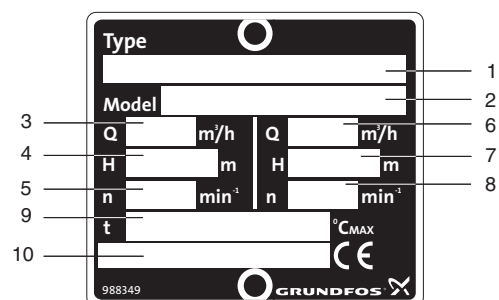 Type
1
Model 2
3 Q m³/h Q m³/h 6
4 H m H m 7
5 n min⁻¹ n min⁻¹ 8
9 t °CMAX
10 CE
988349 GRUNDFOS